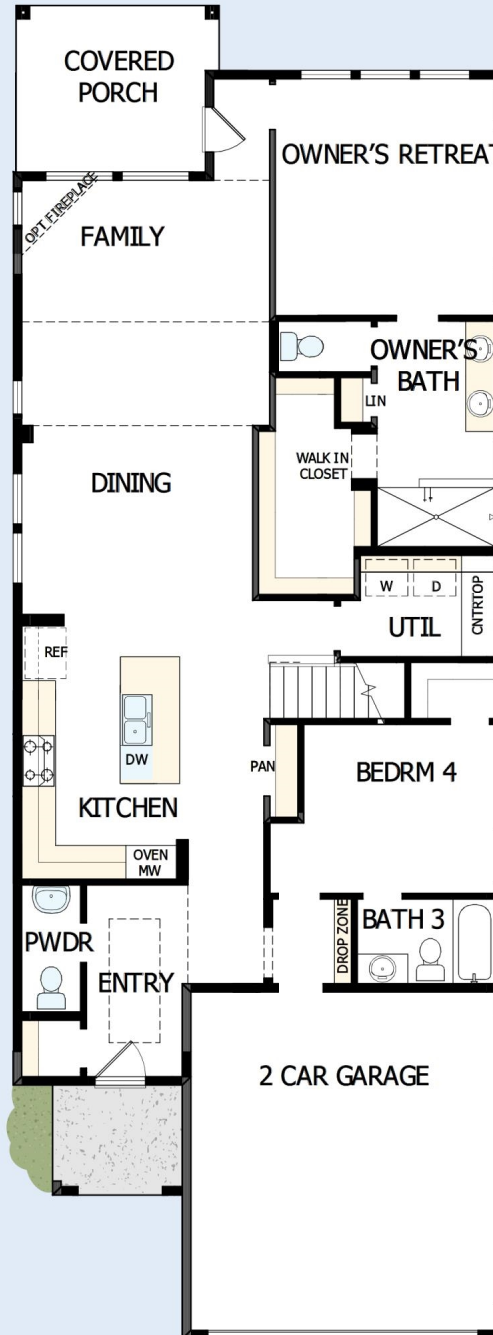 COVERED
PORCH
OWNER'S RETREAT
OPT FIREPLACE
FAMILY
OWNER'S
BATH
LIN
WALK IN
CLOSET
DINING
W
D
CNTRTOP
UTIL
REF
DW
PAN
BEDRM 4
KITCHEN
OVEN
MW
DROP ZONE
BATH 3
PWDR
ENTRY
2 CAR GARAGE